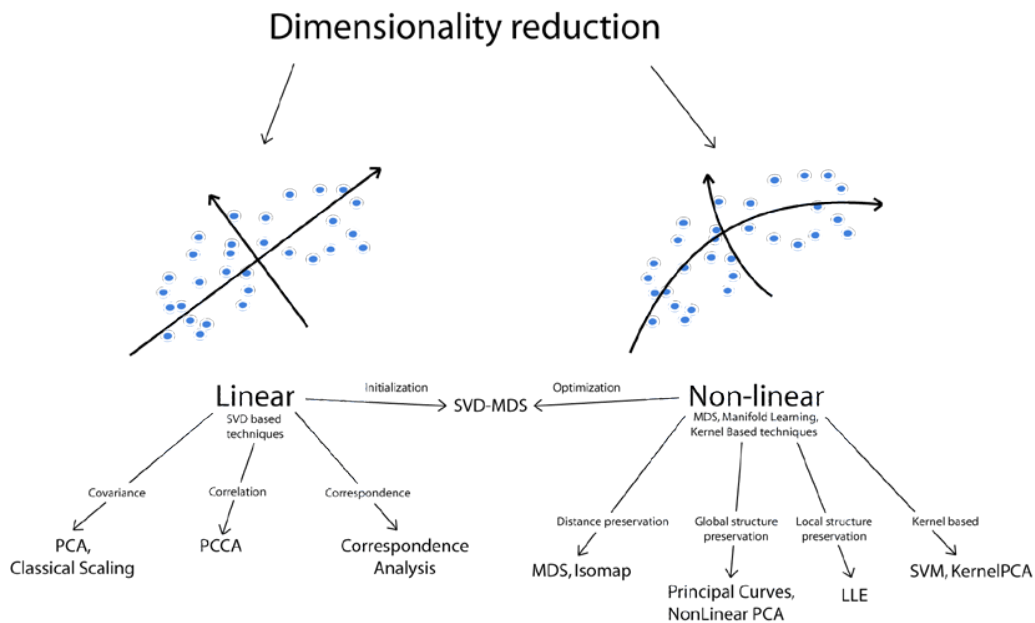 Dimensionality reduction
Linear
SVD based
techniques
Initialization
SVD-MDS
Optimization
Non-linear
MDS, Manifold Learning,
Kernel Based techniques
Covariance
Correlation
Correspondence
PCA,
Classical Scaling
PCCA
Correspondence
Analysis
Distance preservation
Global structure
preservation
Local structure
preservation
Kernel based
MDS, Isomap
Principal Curves,
NonLinear PCA
LLE
SVM, KernelPCA